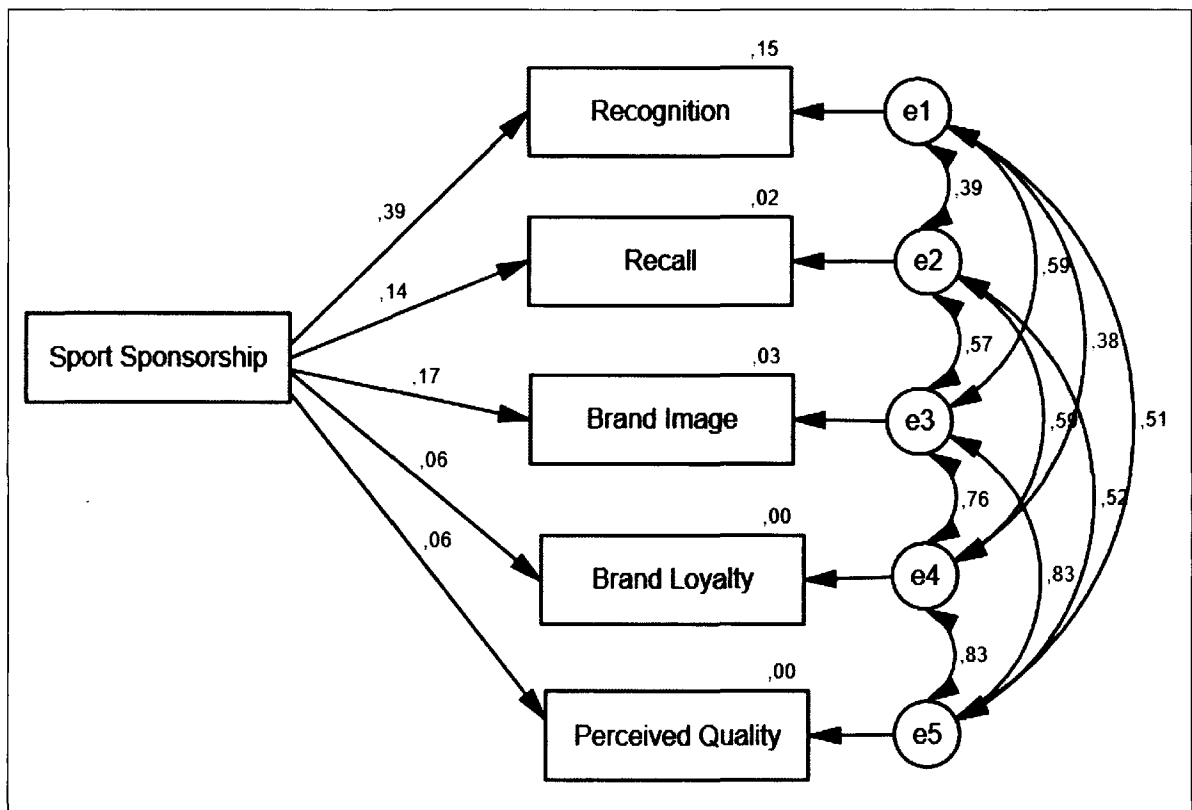 ,15
Recognition
e1
,39
,39
,02
Recall
e2
,59
,14
Sport Sponsorship
,57
,38
,03
,17
Brand Image
e3
,59
,51
,06
,76
,52
,00
,06
Brand Loyalty
e4
,83
,83
,00
Perceived Quality
e5